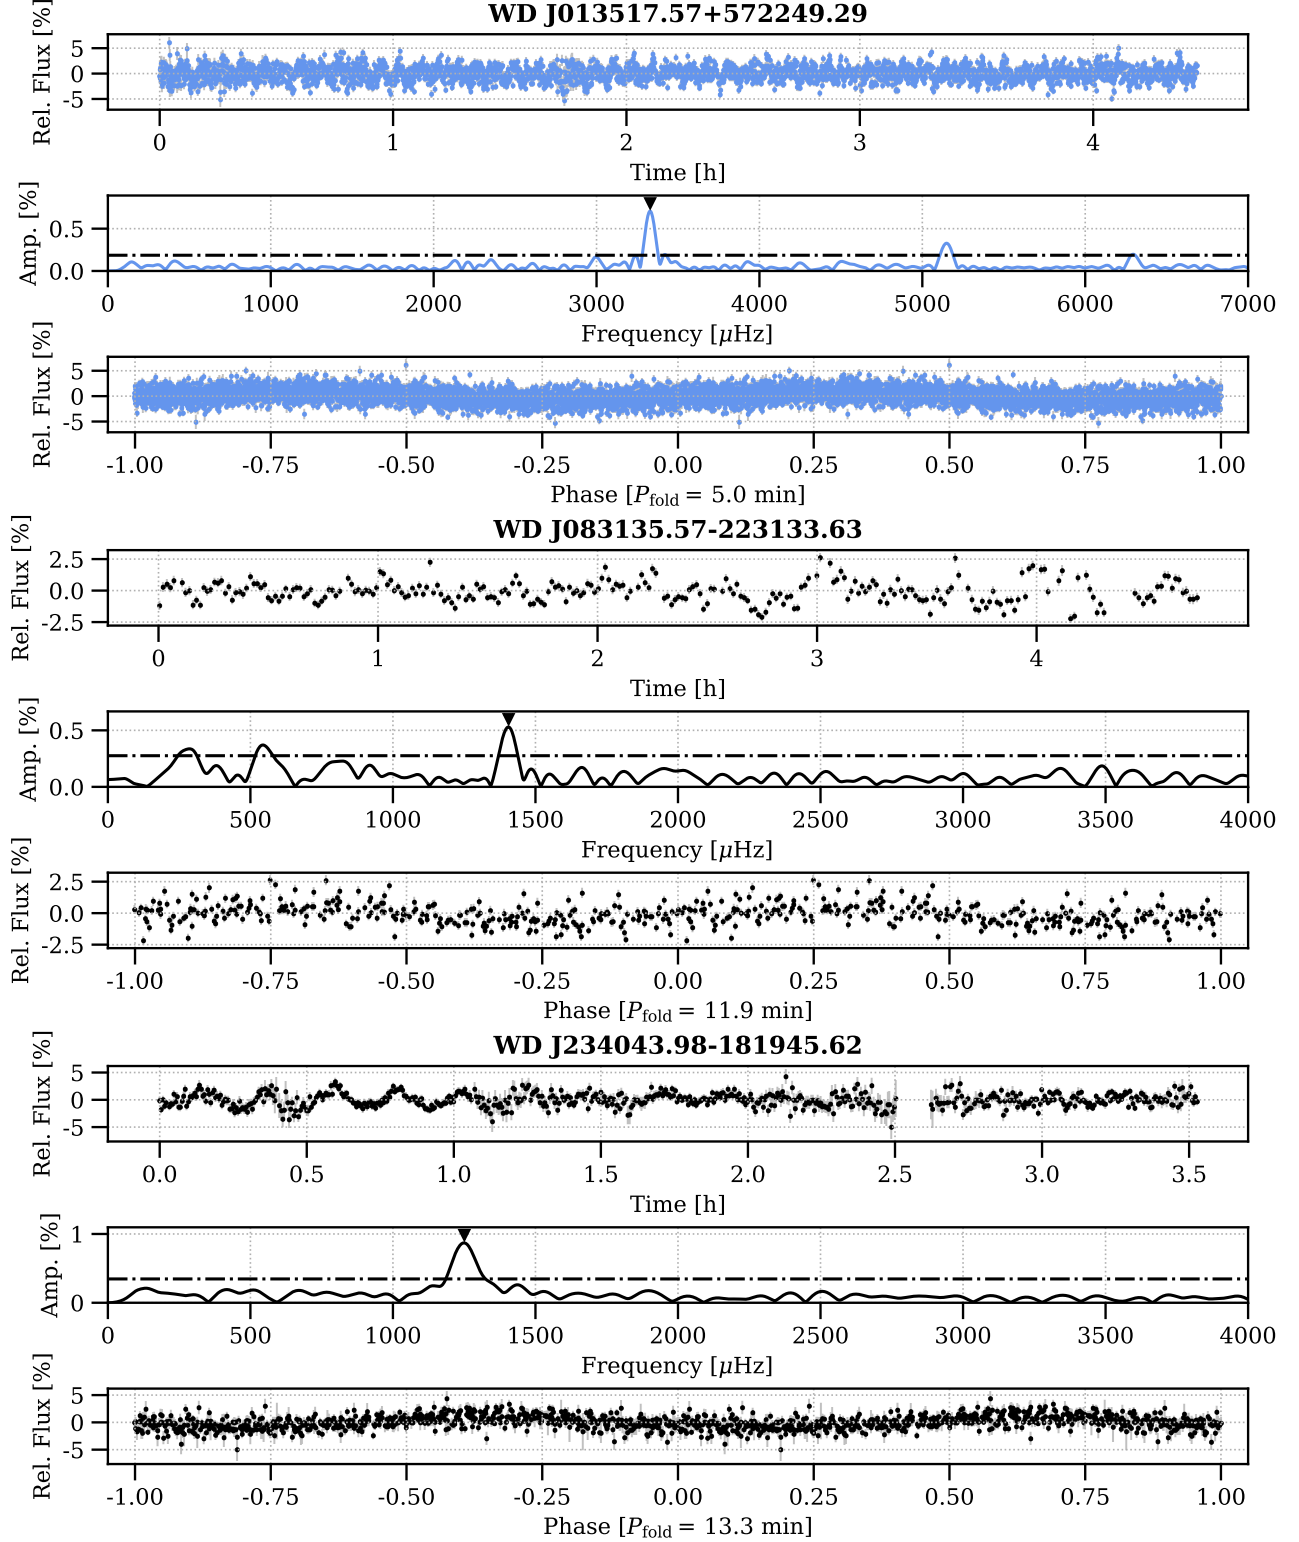 WD J013517.57+572249.29
Rel. Flux [%]
5
0
-5
0 1 2 3 4
Time [h]
Amp. [%]
0.5
0.0
0 1000 2000 3000 4000 5000 6000 7000
Frequency [μHz]
Rel. Flux [%]
5
0
-5
-1.00 -0.75 -0.50 -0.25 0.00 0.25 0.50 0.75 1.00
Phase [Pfold = 5.0 min]
WD J083135.57-223133.63
Rel. Flux [%]
2.5
0.0
-2.5
0 1 2 3 4
Time [h]
Amp. [%]
0.5
0.0
0 500 1000 1500 2000 2500 3000 3500 4000
Frequency [μHz]
Rel. Flux [%]
2.5
0.0
-2.5
-1.00 -0.75 -0.50 -0.25 0.00 0.25 0.50 0.75 1.00
Phase [Pfold = 11.9 min]
WD J234043.98-181945.62
Rel. Flux [%]
5
0
-5
0.0 0.5 1.0 1.5 2.0 2.5 3.0 3.5
Time [h]
Amp. [%]
1
0
0 500 1000 1500 2000 2500 3000 3500 4000
Frequency [μHz]
Rel. Flux [%]
5
0
-5
-1.00 -0.75 -0.50 -0.25 0.00 0.25 0.50 0.75 1.00
Phase [Pfold = 13.3 min]